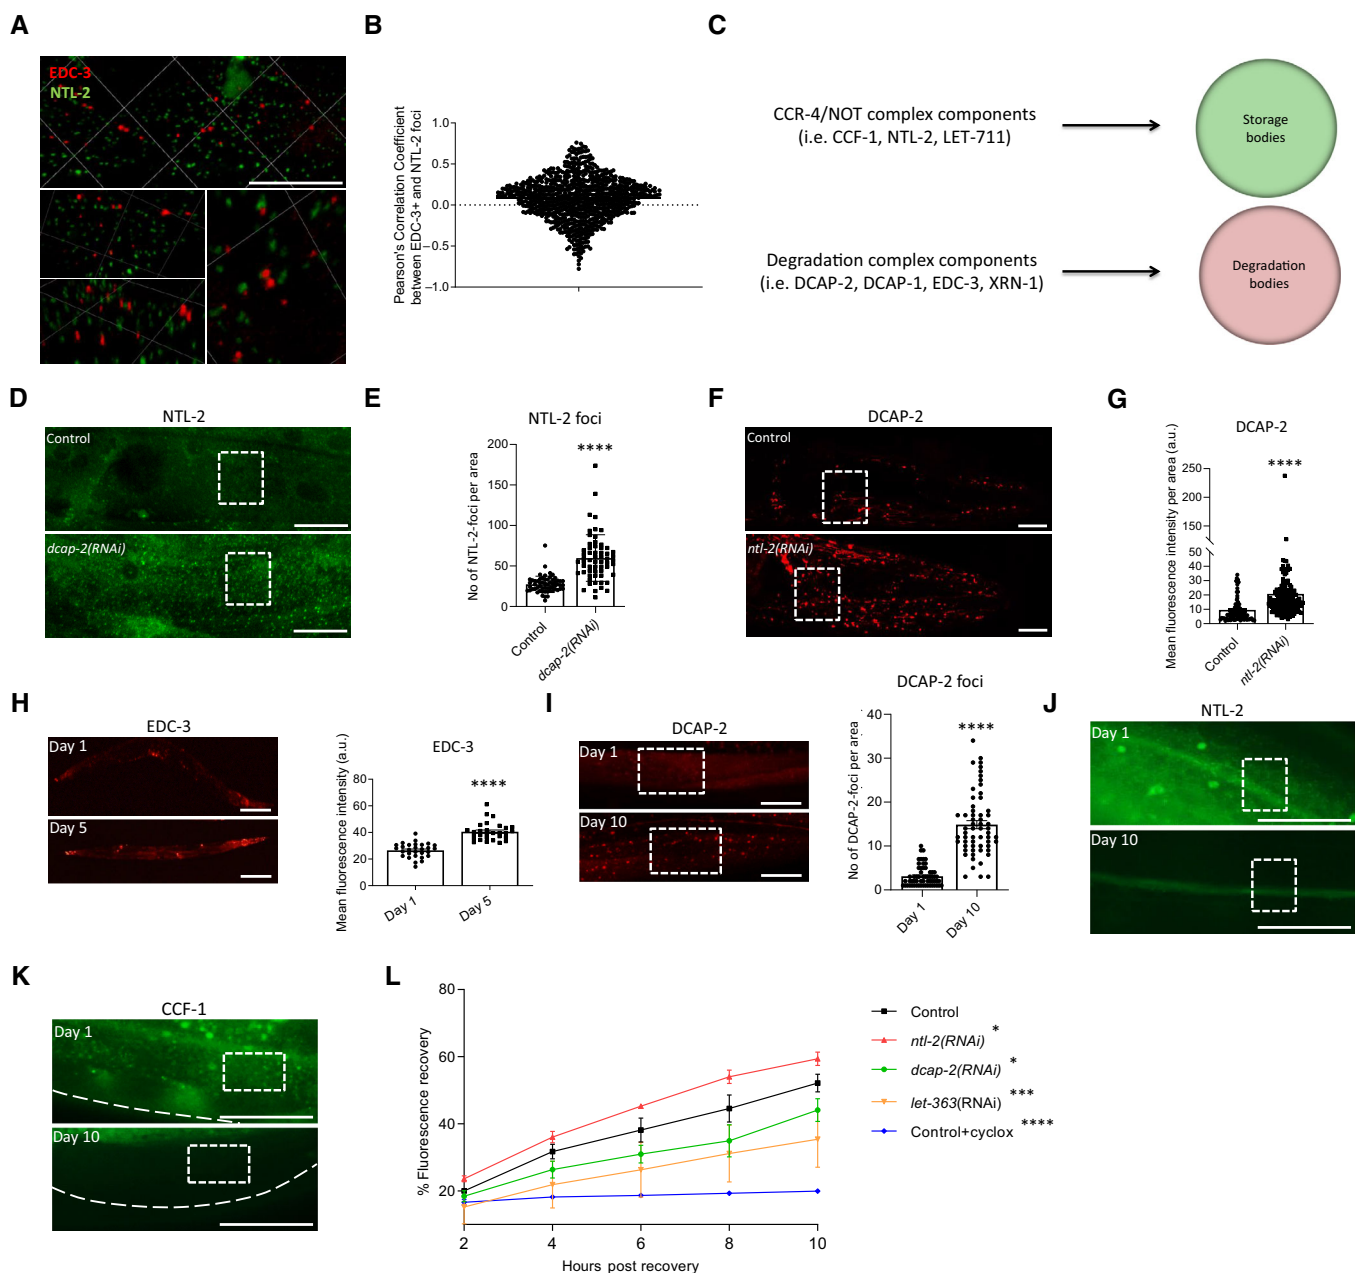 A
EDC-3
NTL-2
B
Pearson's Correlation Coefficient
between EDC-3+ and NTL-2 foci
1.0
0.5
0.0
-0.5
-1.0
C
CCR-4/NOT complex components
(i.e. CCF-1, NTL-2, LET-711)
Storage
bodies
Degradation complex components
(i.e. DCAP-2, DCAP-1, EDC-3, XRN-1)
Degradation
bodies
D
NTL-2
Control
dcap-2(RNAi)
E
NTL-2 foci
No of NTL-2-foci per area
200
150
100
50
0
****
Control
dcap-2(RNAi)
F
DCAP-2
Control
ntl-2(RNAi)
G
DCAP-2
Mean fluorescence intensity per area (a.u.)
250
200
150
100
50
40
30
20
10
0
****
Control
ntl-2(RNAi)
H
EDC-3
Day 1
Day 5
EDC-3
Mean fluorescence intensity (a.u.)
80
60
40
20
0
****
Day 1
Day 5
I
DCAP-2
Day 1
Day 10
DCAP-2 foci
No of DCAP-2-foci per area
40
30
20
10
0
****
Day 1
Day 10
J
NTL-2
Day 1
Day 10
K
CCF-1
Day 1
Day 10
L
% Fluorescence recovery
80
60
40
20
2
4
6
8
10
Hours post recovery
Control
ntl-2(RNAi) *
dcap-2(RNAi) *
let-363(RNAi) ***
Control+cyclox ****